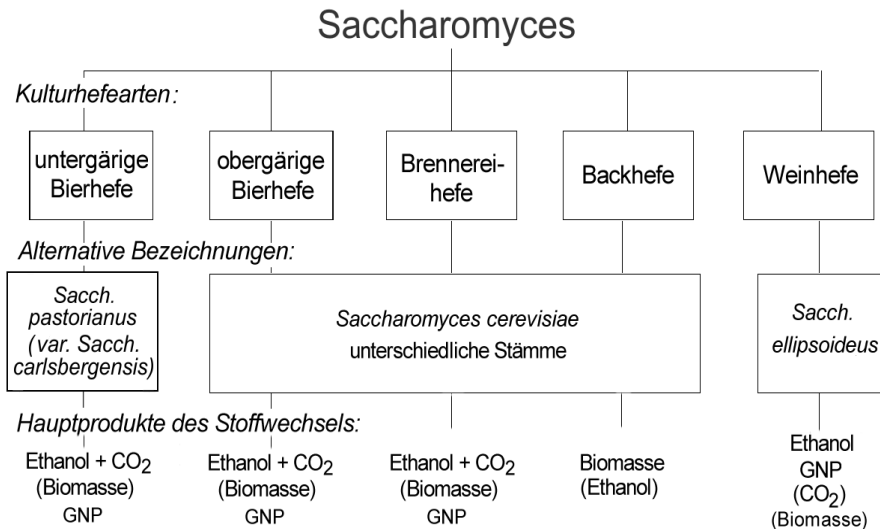 Saccharomyces
Kulturhefearten:
untergärige
Bierhefe
obergärige
Bierhefe
Brennerei-
hefe
Backhefe
Weinhefe
Alternative Bezeichnungen:
Sacch.
pastorianus
(var. Sacch.
carlsbergensis)
Saccharomyces cerevisiae
unterschiedliche Stämme
Sacch.
ellipsoideus
Hauptprodukte des Stoffwechsels:
Ethanol + CO2
(Biomasse)
GNP
Ethanol + CO2
(Biomasse)
GNP
Ethanol + CO2
(Biomasse)
GNP
Biomasse
(Ethanol)
Ethanol
GNP
(CO2)
(Biomasse)